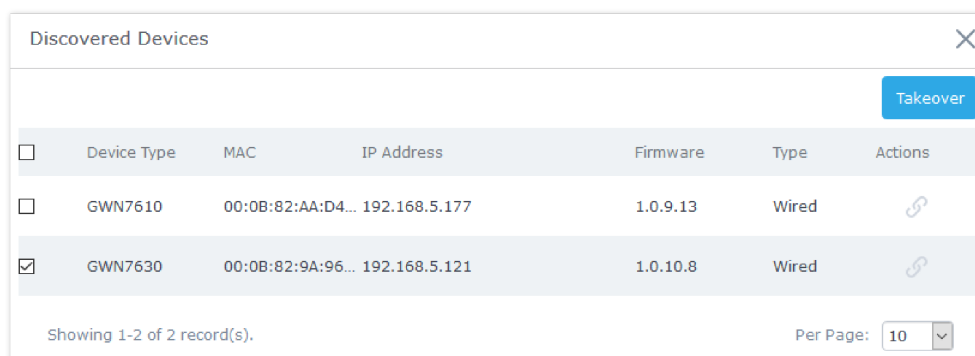 Discovered Devices
Takeover
Device Type MAC IP Address Firmware Type Actions
GWN7610 00:0B:82:AA:D4... 192.168.5.177 1.0.9.13 Wired
GWN7630 00:0B:82:9A:96... 192.168.5.121 1.0.10.8 Wired
Showing 1-2 of 2 record(s). Per Page: 10